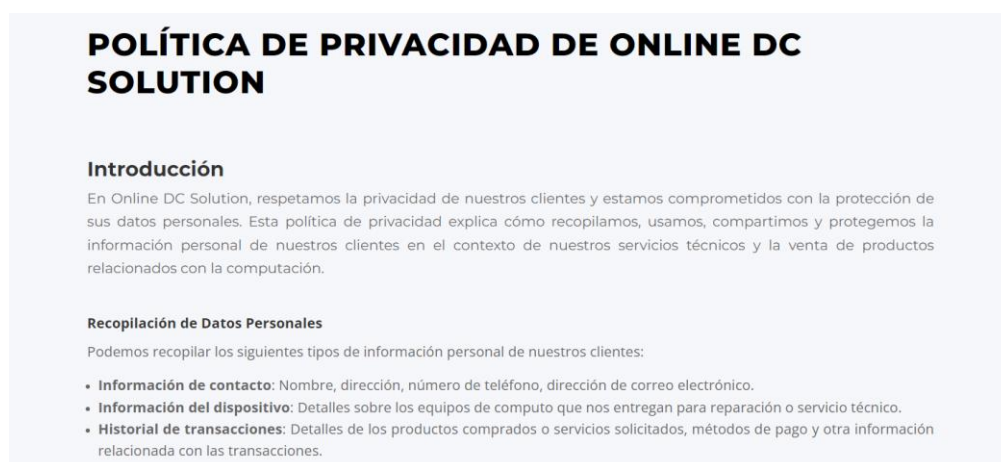 POLÍTICA DE PRIVACIDAD DE ONLINE DC
SOLUTION
Introducción
En Online DC Solution, respetamos la privacidad de nuestros clientes y estamos comprometidos con la protección de
sus datos personales. Esta política de privacidad explica cómo recopilamos, usamos, compartimos y protegemos la
información personal de nuestros clientes en el contexto de nuestros servicios técnicos y la venta de productos
relacionados con la computación.
Recopilación de Datos Personales
Podemos recopilar los siguientes tipos de información personal de nuestros clientes:
• Información de contacto: Nombre, dirección, número de teléfono, dirección de correo electrónico.
• Información del dispositivo: Detalles sobre los equipos de computo que nos entregan para reparación o servicio técnico.
• Historial de transacciones: Detalles de los productos comprados o servicios solicitados, métodos de pago y otra información
relacionada con las transacciones.